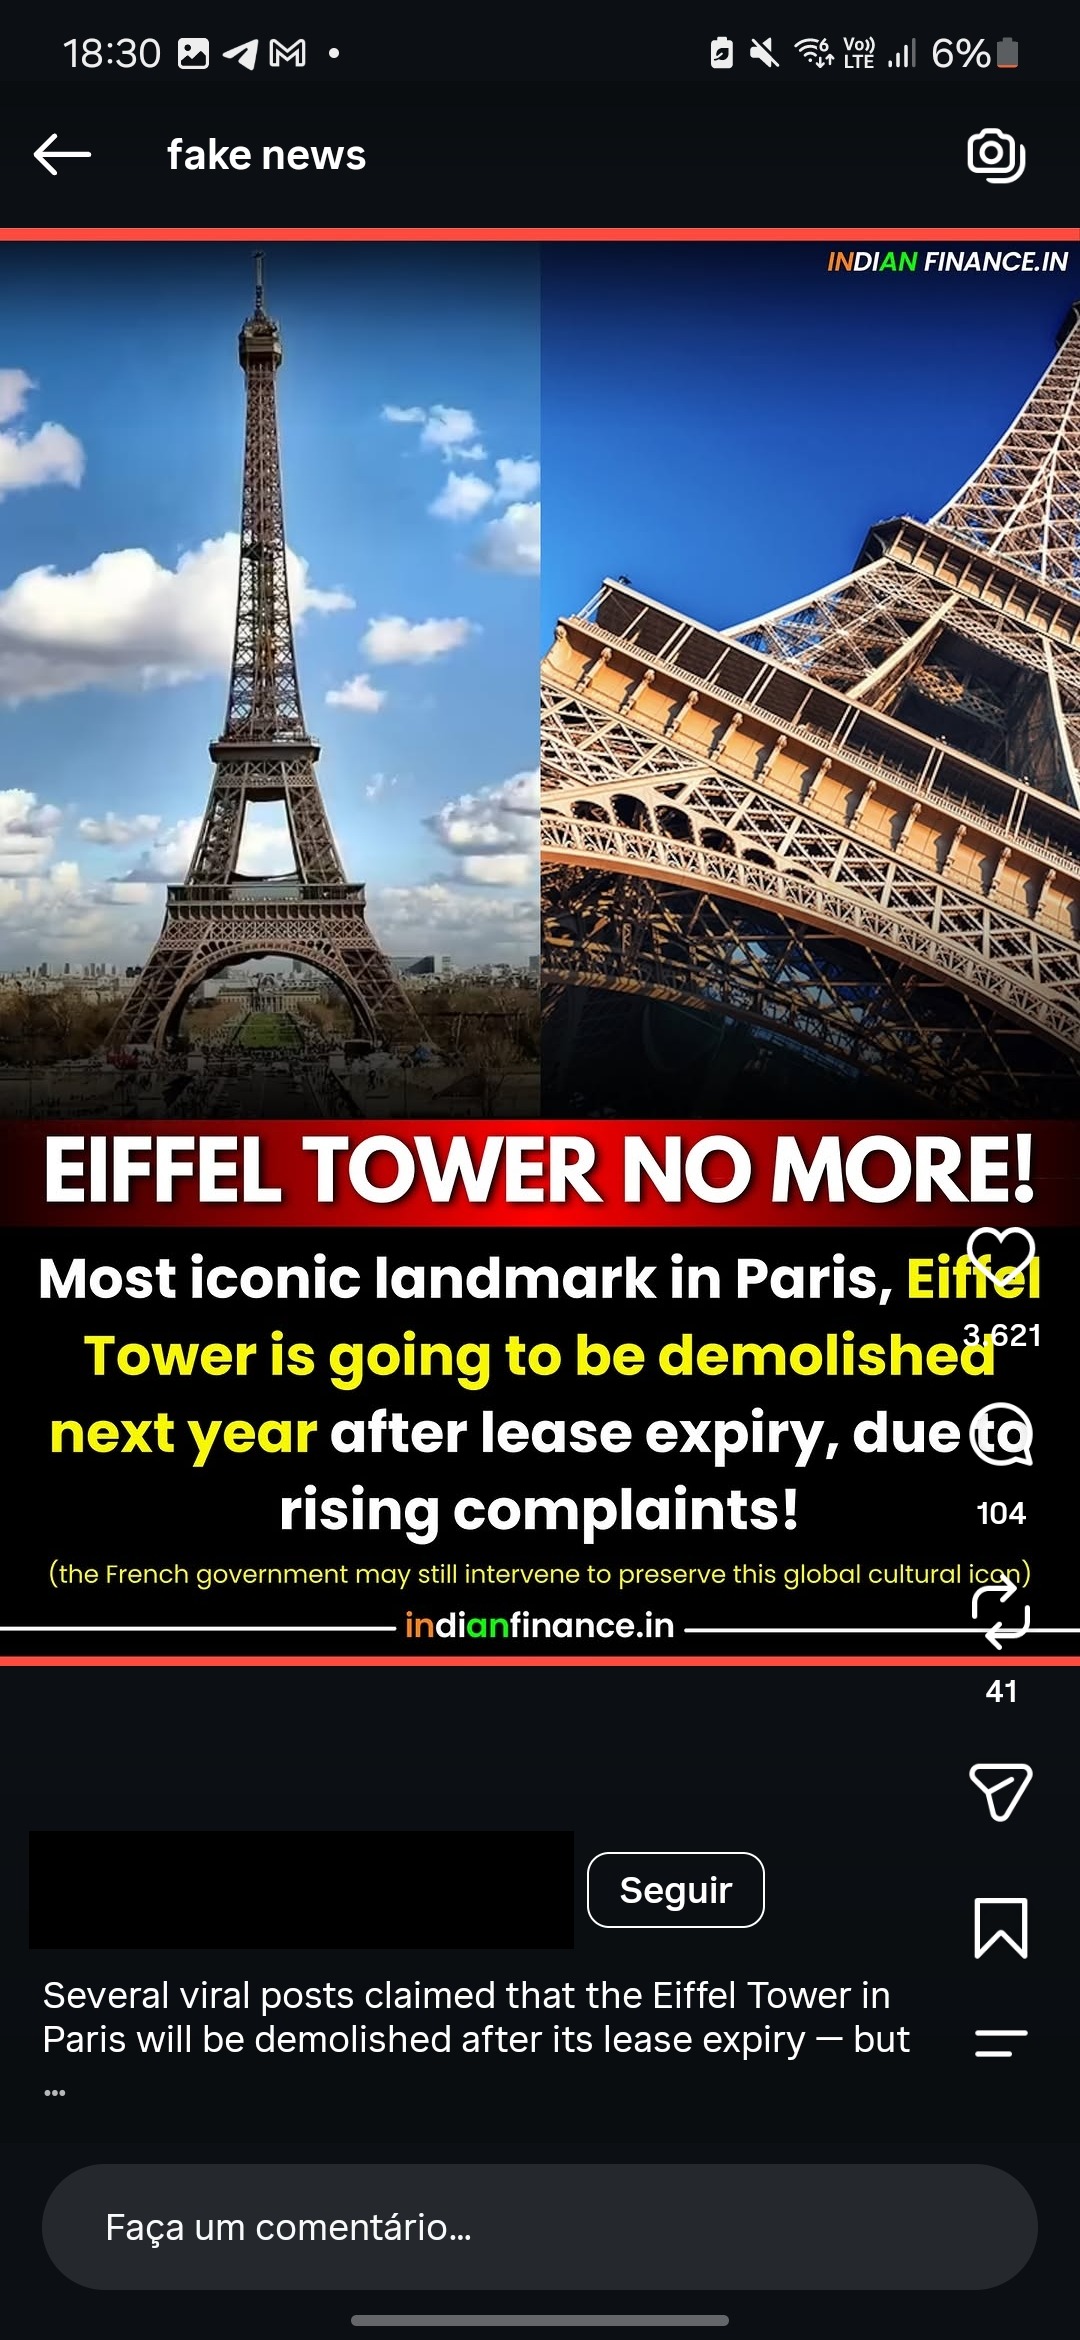 18:30
Vo))
LTE
6%
fake news
INDIAN FINANCE.IN
EIFFEL TOWER NO MORE!
Most iconic landmark in Paris, Eiffel
Tower is going to be demolished
next year after lease expiry, due to
rising complaints!
(the French government may still intervene to preserve this global cultural icon)
indianfinance.in
3.621
104
41
Seguir
Several viral posts claimed that the Eiffel Tower in
Paris will be demolished after its lease expiry — but
...
Faça um comentário...